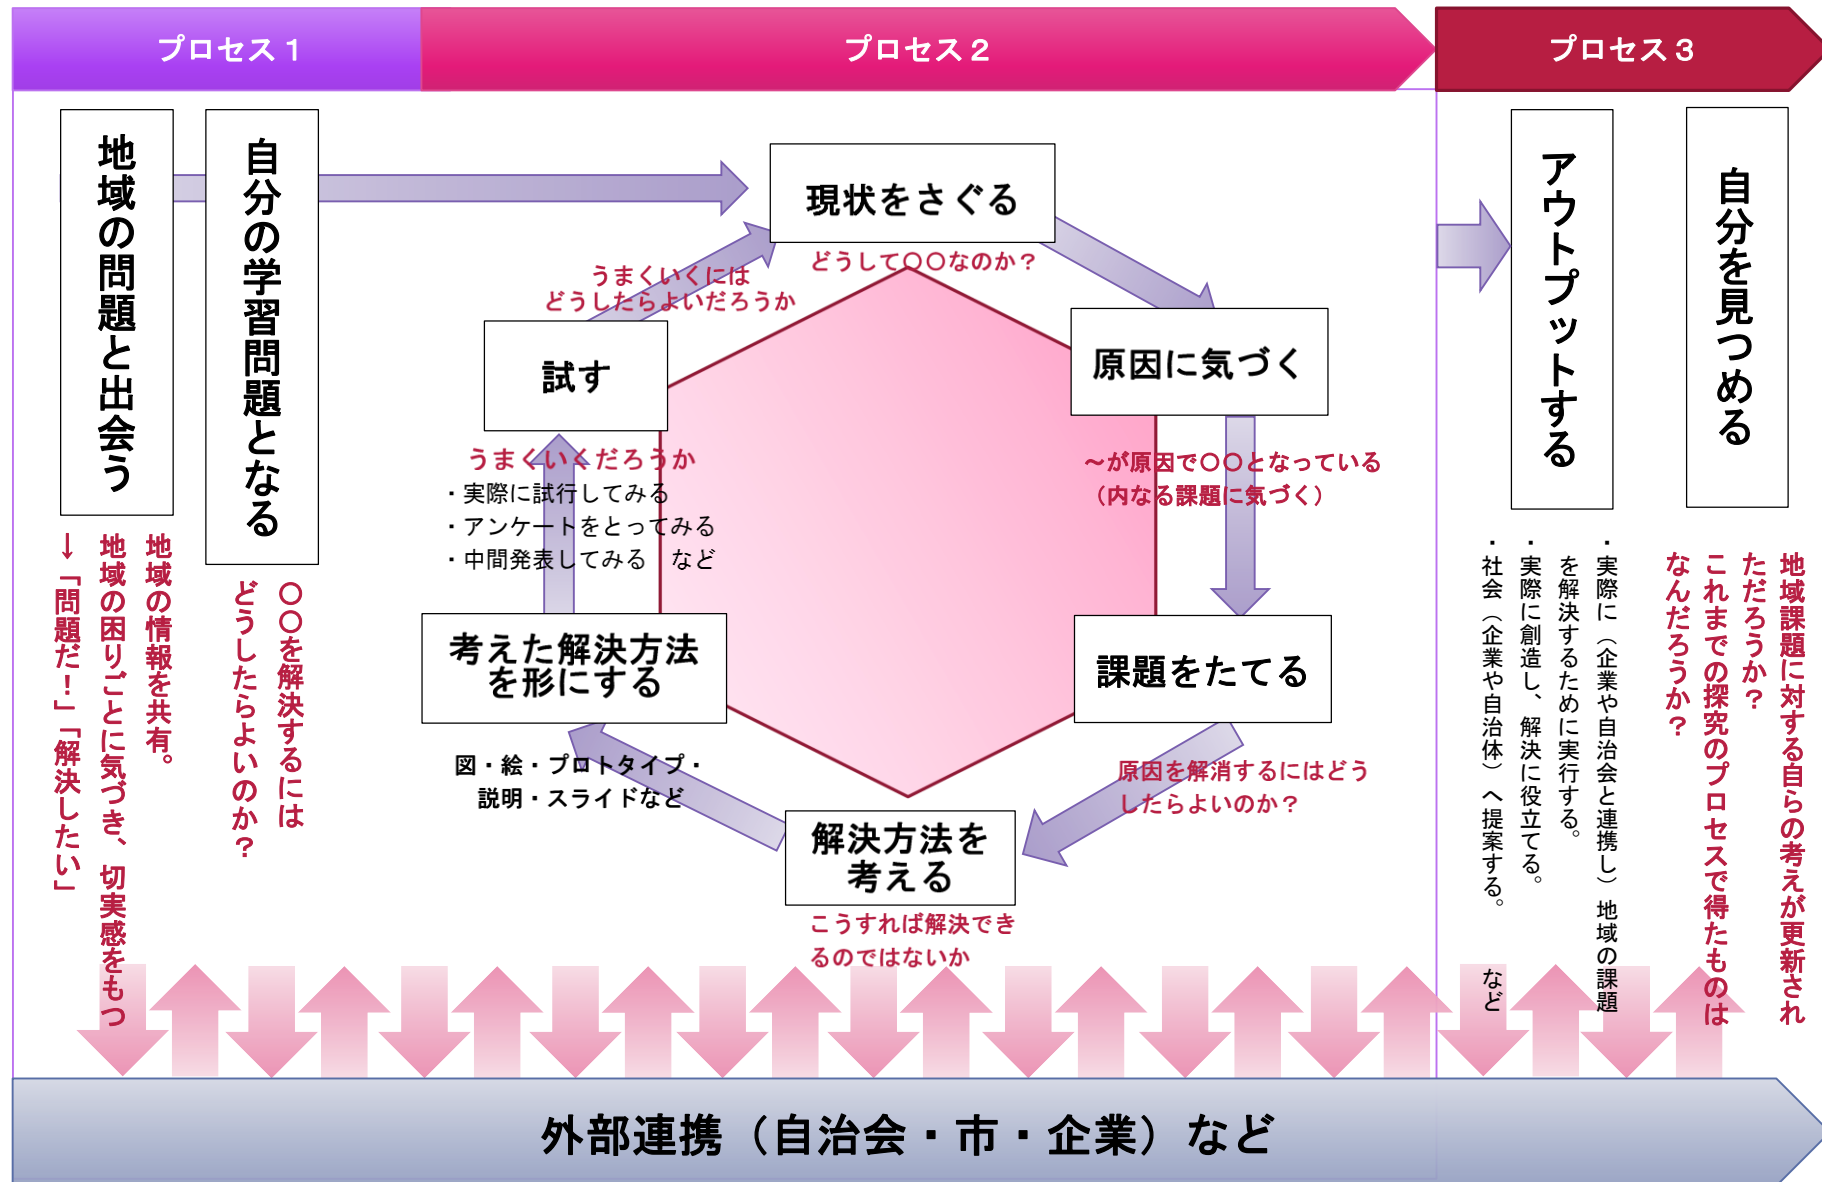 プロセス１
プロセス２
プロセス３
地域の問題と出会う
地域の情報を共有。
地域の困りごとに気づき、切実感をもつ
→「問題だ！」「解決したい」
自分の学習問題となる
〇〇を解決するには
どうしたらよいのか？
現状をさぐる
どうして〇〇なのか？
原因に気づく
～が原因で〇〇となっている
（内なる課題に気づく）
課題をたてる
原因を解消するにはどう
したらよいのか？
解決方法を
考える
こうすれば解決でき
るのではないか
考えた解決方法
を形にする
図・絵・プロトタイプ・
説明・スライドなど
試す
うまくいくだろうか
・実際に試行してみる
・アンケートをとってみる
・中間発表してみる　など
うまくいくには
どうしたらよいだろうか
アウトプットする
・実際に（企業や自治会と連携し）地域の課題
を解決するために実行する。
・実際に創造し、解決に役立てる。
・社会（企業や自治体）へ提案する。　　など
自分を見つめる
地域課題に対する自らの考えが更新され
ただろうか？
これまでの探究のプロセスで得たものは
なんだろうか？
外部連携（自治会・市・企業）など